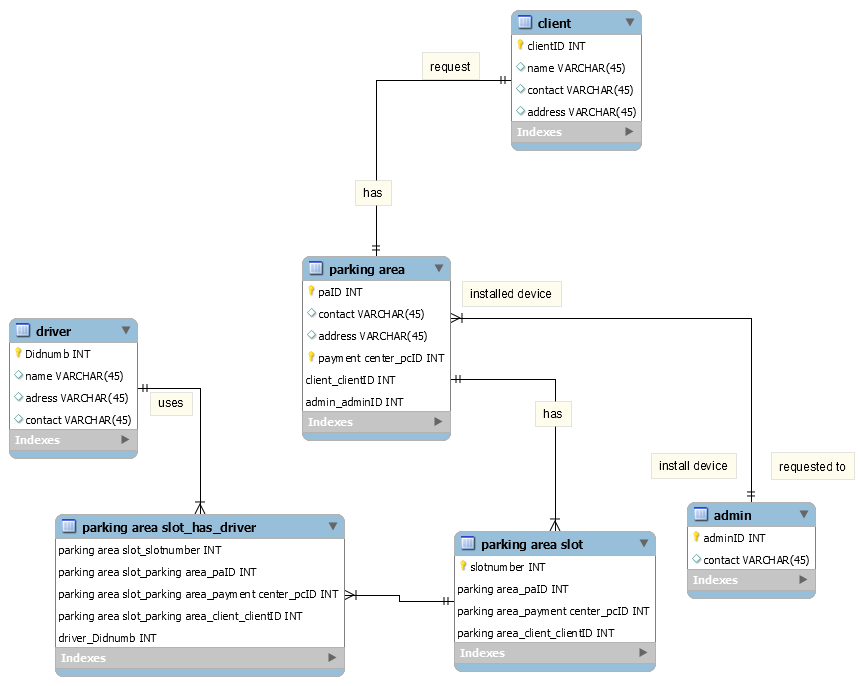 client
clientID INT
name VARCHAR(45)
contact VARCHAR(45)
address VARCHAR(45)
Indexes
request
has
parking area
paID INT
contact VARCHAR(45)
address VARCHAR(45)
payment center_pcID INT
client_clientID INT
admin_adminID INT
Indexes
installed device
driver
Didnumb INT
name VARCHAR(45)
adress VARCHAR(45)
contact VARCHAR(45)
Indexes
uses
has
install device
requested to
admin
adminID INT
contact VARCHAR(45)
Indexes
parking area slot_has_driver
parking area slot_slotnumber INT
parking area slot_parking area_paID INT
parking area slot_parking area_payment center_pcID INT
parking area slot_parking area_client_clientID INT
driver_Didnumb INT
Indexes
parking area slot
slotnumber INT
parking area_paID INT
parking area_payment center_pcID INT
parking area_client_clientID INT
Indexes